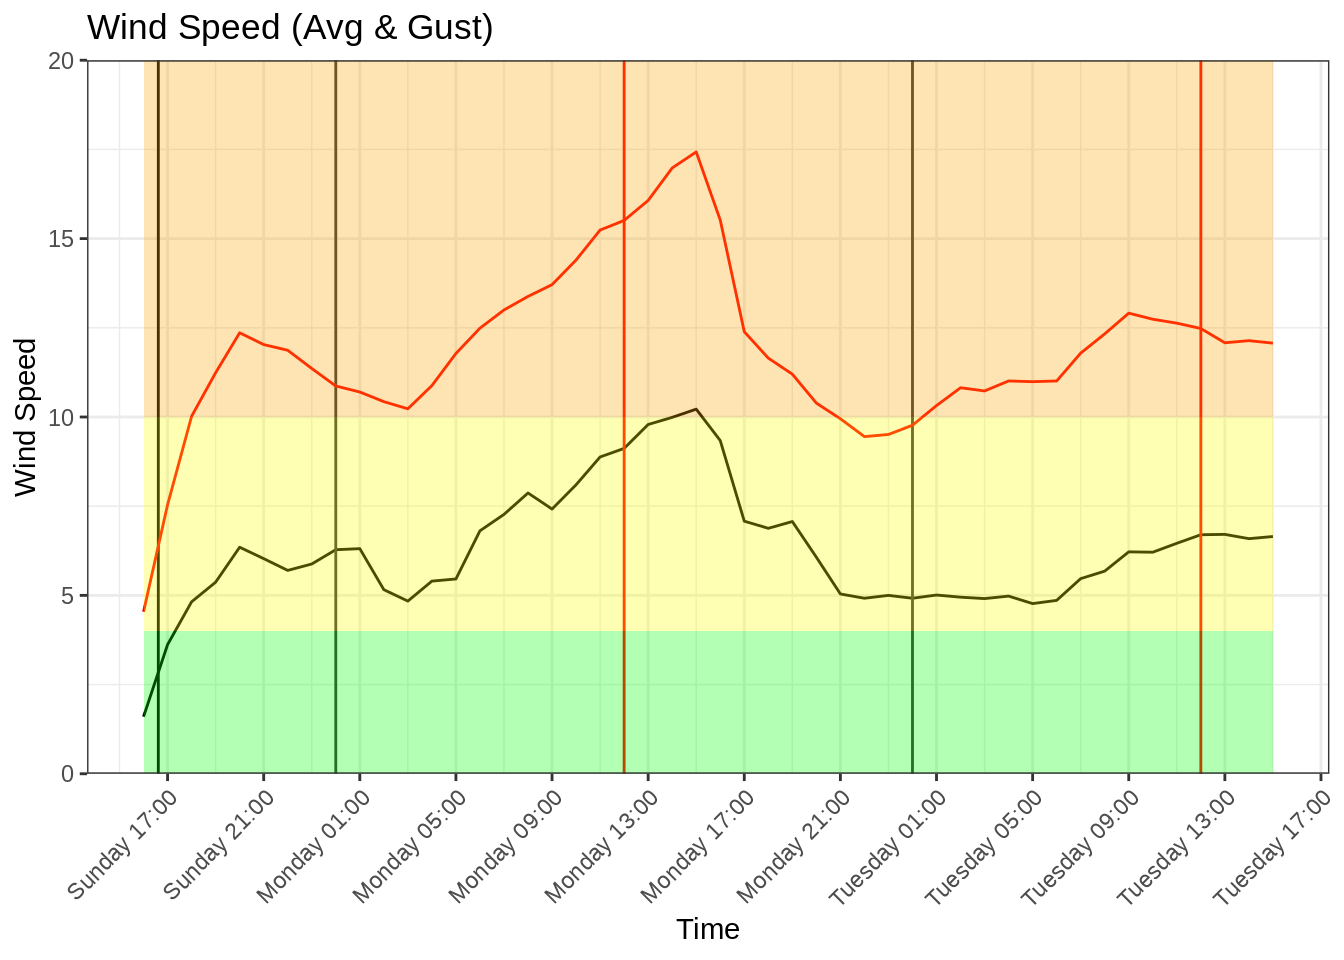 Wind Speed (Avg & Gust)
Wind Speed
20
15
10
5
0
Sunday 17:00
Sunday 21:00
Monday 01:00
Monday 05:00
Monday 09:00
Monday 13:00
Monday 17:00
Monday 21:00
Tuesday 01:00
Tuesday 05:00
Tuesday 09:00
Tuesday 13:00
Tuesday 17:00
Time